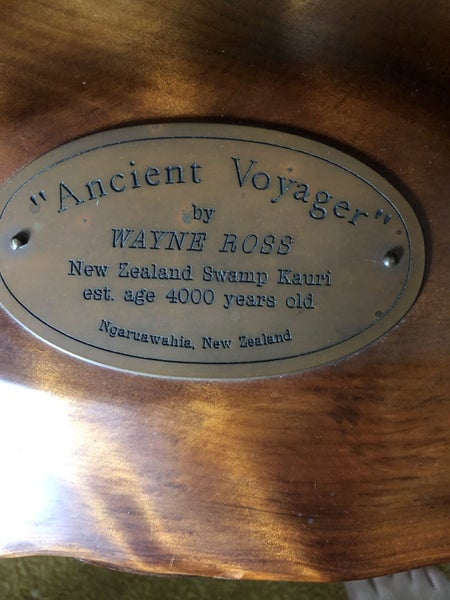 "Ancient Voyager"
by
WAYNE ROSS
New Zealand Swamp Kauri
est. age 4000 years old
Ngaruawahia, New Zealand